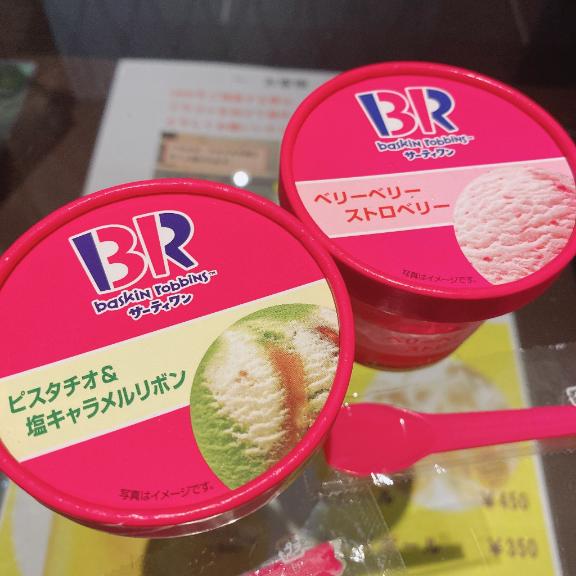 BR
baskin robbins™
サーティワン
ベリーベリー
ストロベリー
写真はイメージです。
BR
baskin robbins™
サーティワン
ピスタチオ&
塩キャラメルリボン
写真はイメージです。
¥450
¥350